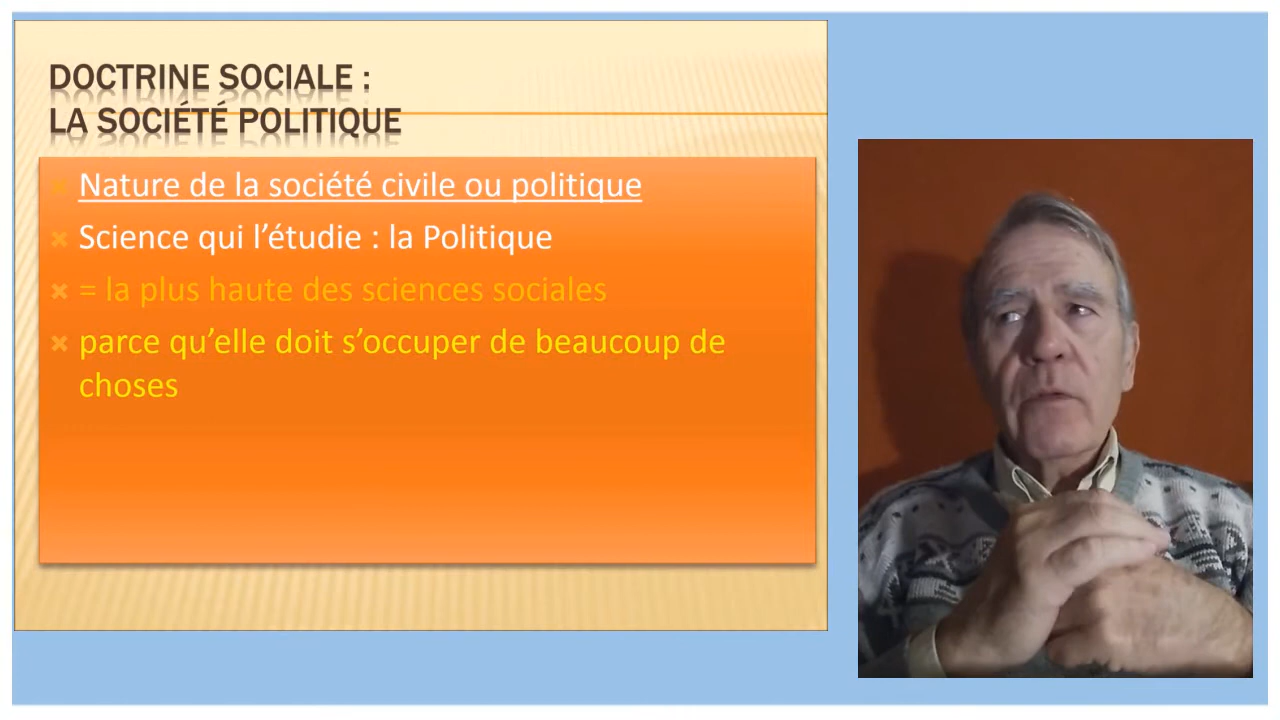 DOCTRINE SOCIALE :
LA SOCIÉTÉ POLITIQUE
Nature de la société civile ou politique
Science qui l’étudie : la Politique
= la plus haute des sciences sociales
parce qu’elle doit s’occuper de beaucoup de
choses